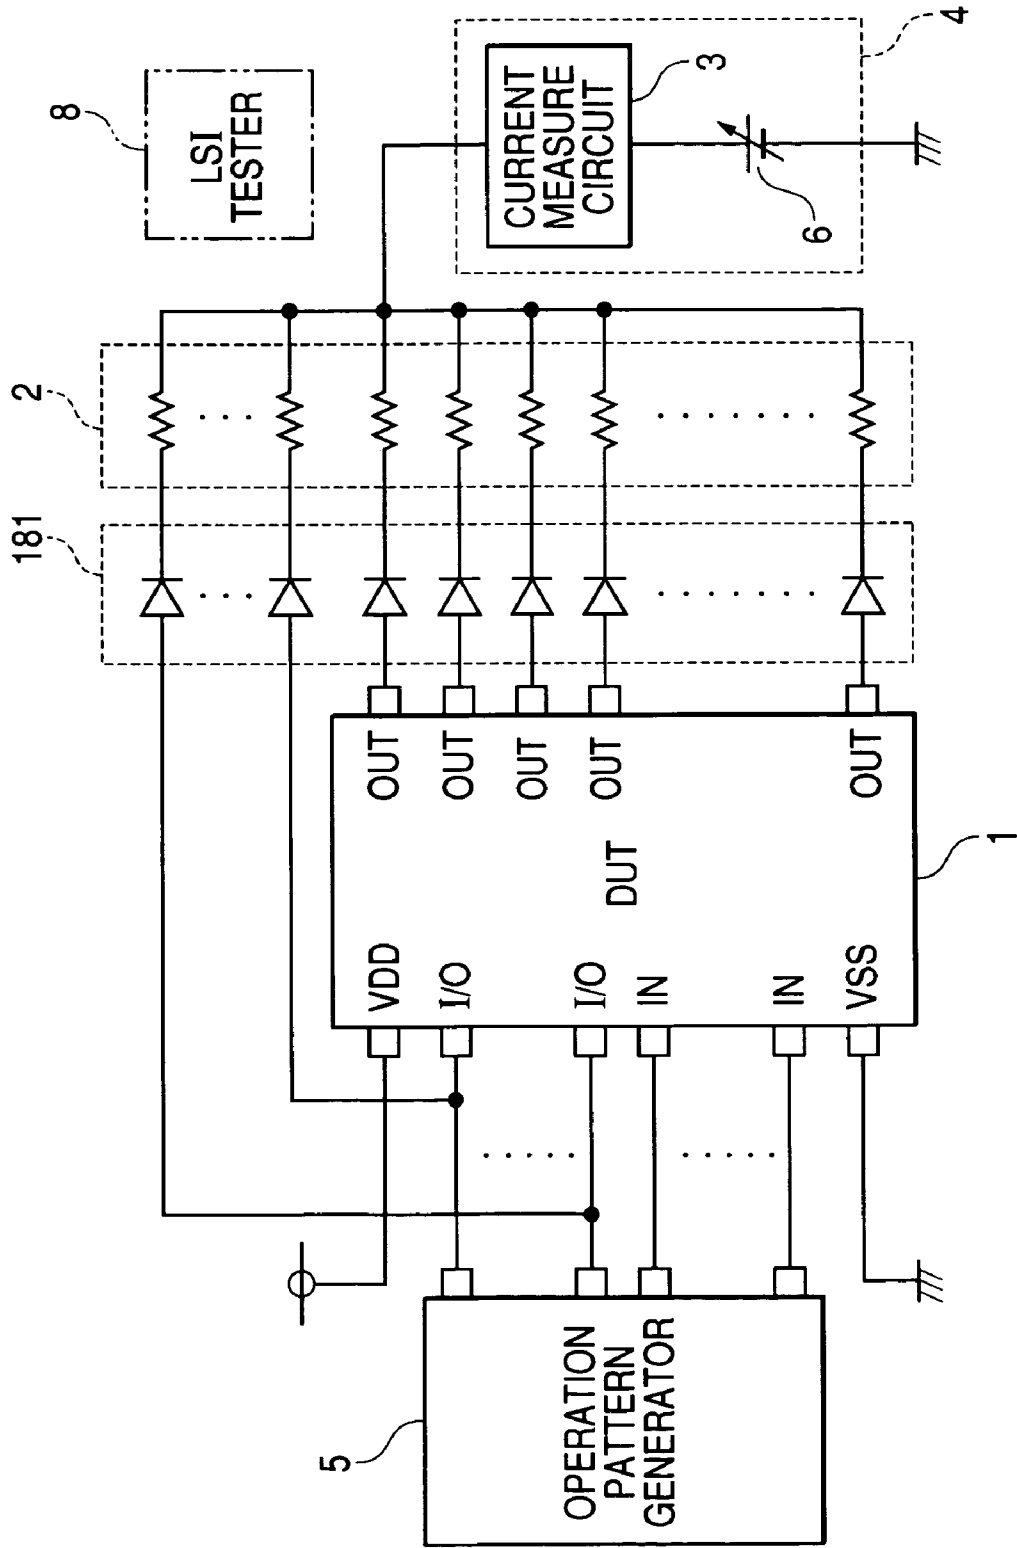 8
LSI
TESTER
4
CURRENT
MEASURE
CIRCUIT
3
6
2
181
OUT
OUT
OUT
OUT
OUT
DUT
1
VDD
I/O
I/O
IN
IN
VSS
5
OPERATION
PATTERN
GENERATOR